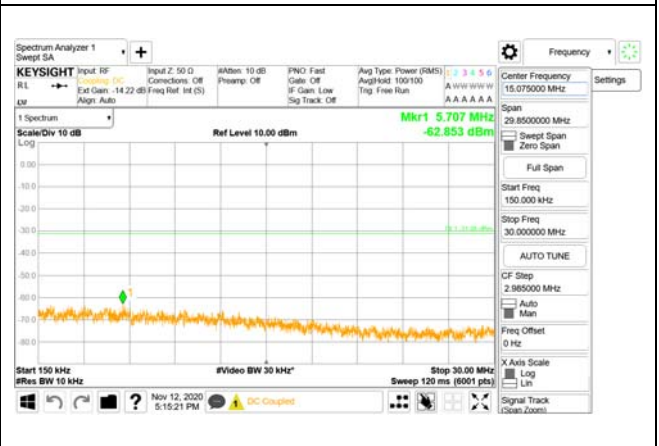 Spectrum Analyzer 1
Swept SA
+
Frequency
KEYSIGHT
RL
Input: RF
Coupling: DC
Ext Gain: -14.22 dB
Align: Auto
Input Z: 50 Ω
Corrections: Off
Freq Ref: Int (S)
#Atten: 10 dB
Preamp: Off
PNO: Fast
Gate: Off
IF Gain: Low
Sig Track: Off
Avg Type: Power (RMS)
Avg|Hold: 100/100
Trig: Free Run
1 2 3 4 5 6
A W W W W W
A A A A A A
1 Spectrum
Scale/Div 10 dB
Log
Ref Level 10.00 dBm
Mkr1 5.707 MHz
-62.853 dBm
0.00
-10.0
-20.0
-30.0
-40.0
-50.0
-60.0
-70.0
-80.0
1
Start 150 kHz
#Res BW 10 kHz
#Video BW 30 kHz*
Stop 30.00 MHz
Sweep 120 ms (6001 pts)
?
Nov 12, 2020
5:15:21 PM
1
DC Coupled
Center Frequency
15.075000 MHz
Settings
Span
29.8500000 MHz
Swept Span
Zero Span
Full Span
Start Freq
150.000 kHz
Stop Freq
30.000000 MHz
AUTO TUNE
CF Step
2.985000 MHz
Auto
Man
Freq Offset
0 Hz
X Axis Scale
Log
Lin
Signal Track
(Span Zoom)